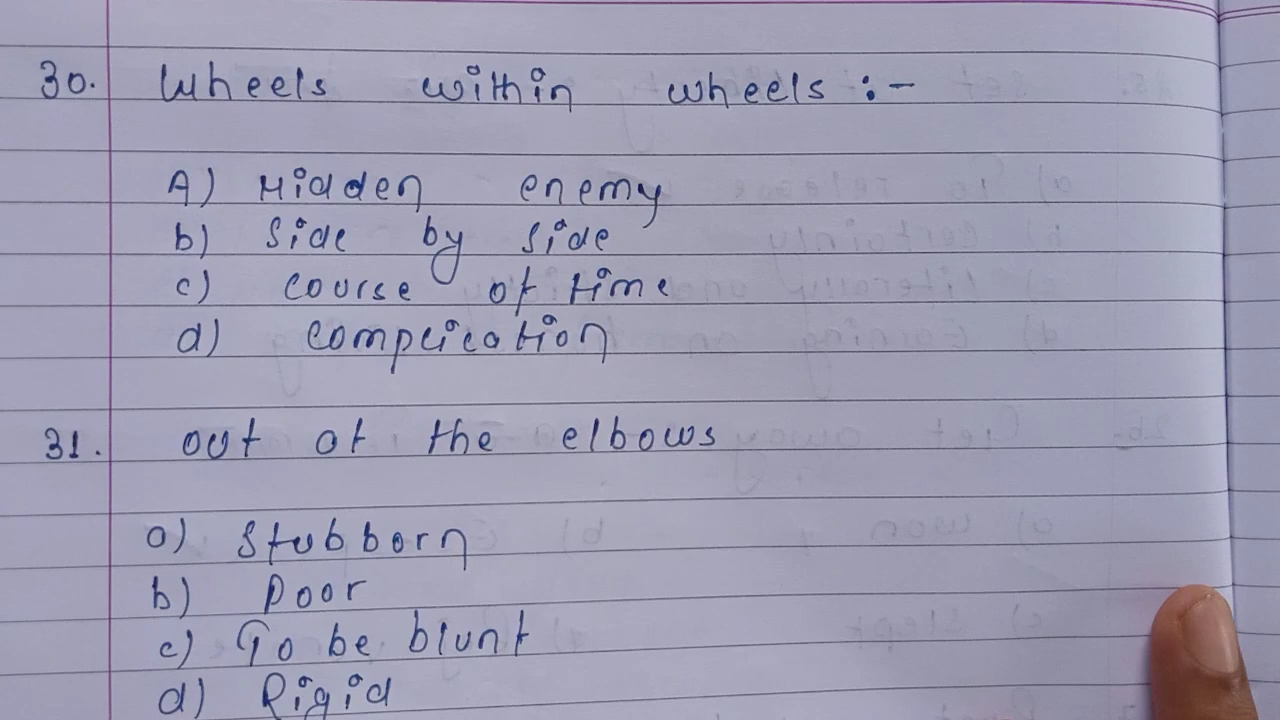 30. Wheels within wheels :-
A) Hidden enemy
b) Side by side
c) course of time
d) complication
31. out at the elbows
a) Stubborn
b) Poor
c) To be blunt
d) Rigid